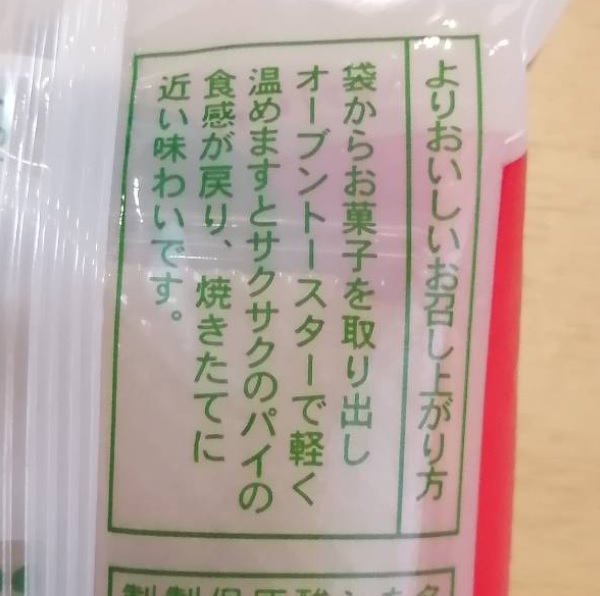 よりおいしいお召し上がり方
袋からお菓子を取り出し
オーブントースターで軽く
温めますとサクサクのパイの
食感が戻り、焼きたてに
近い味わいです。